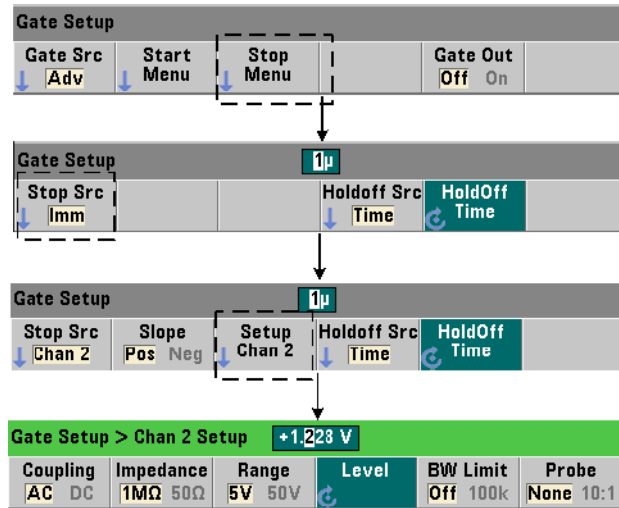 Gate Setup
Gate Src Start Stop Gate Out
Adv Menu Menu Off On
Gate Setup 1µ
Stop Src Holdoff Src HoldOff
Imm Time Time
Gate Setup 1µ
Stop Src Slope Setup Holdoff Src HoldOff
Chan 2 Pos Neg Chan 2 Time Time
Gate Setup > Chan 2 Setup +1.228 V
Coupling Impedance Range Level BW Limit Probe
AC DC 1MΩ 50Ω 5V 50V Off 100k None 10:1